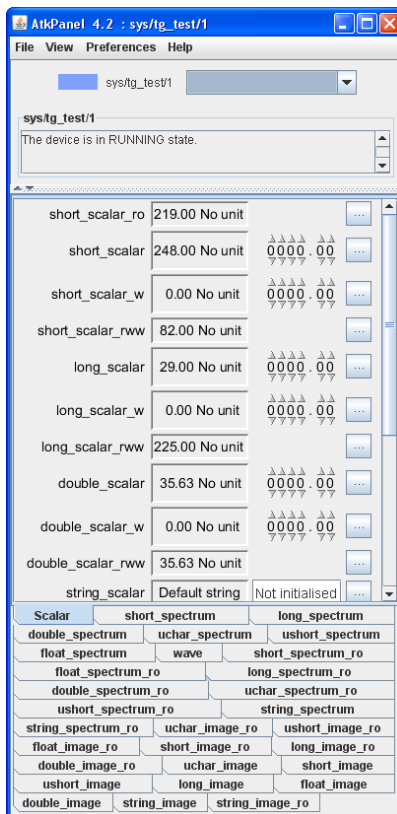 AtkPanel 4.2 : sys/tg_test/1
File View Preferences Help
sys/tg_test/1
sys/tg_test/1
The device is in RUNNING state.
short_scalar_ro 219.00 No unit ...
short_scalar 248.00 No unit 0000.00 ...
short_scalar_w 0.00 No unit 0000.00 ...
short_scalar_rww 82.00 No unit ...
long_scalar 29.00 No unit 0000.00 ...
long_scalar_w 0.00 No unit 0000.00 ...
long_scalar_rww 225.00 No unit ...
double_scalar 35.63 No unit 0000.00 ...
double_scalar_w 0.00 No unit 0000.00 ...
double_scalar_rww 35.63 No unit ...
string_scalar Default string Not initialised ...
Scalar short_spectrum long_spectrum
double_spectrum uchar_spectrum ushort_spectrum
float_spectrum wave short_spectrum_ro
float_spectrum_ro long_spectrum_ro
double_spectrum_ro uchar_spectrum_ro
ushort_spectrum_ro string_spectrum
string_spectrum_ro uchar_image_ro ushort_image_ro
float_image_ro short_image_ro long_image_ro
double_image_ro uchar_image short_image
ushort_image long_image float_image
double_image string_image string_image_ro